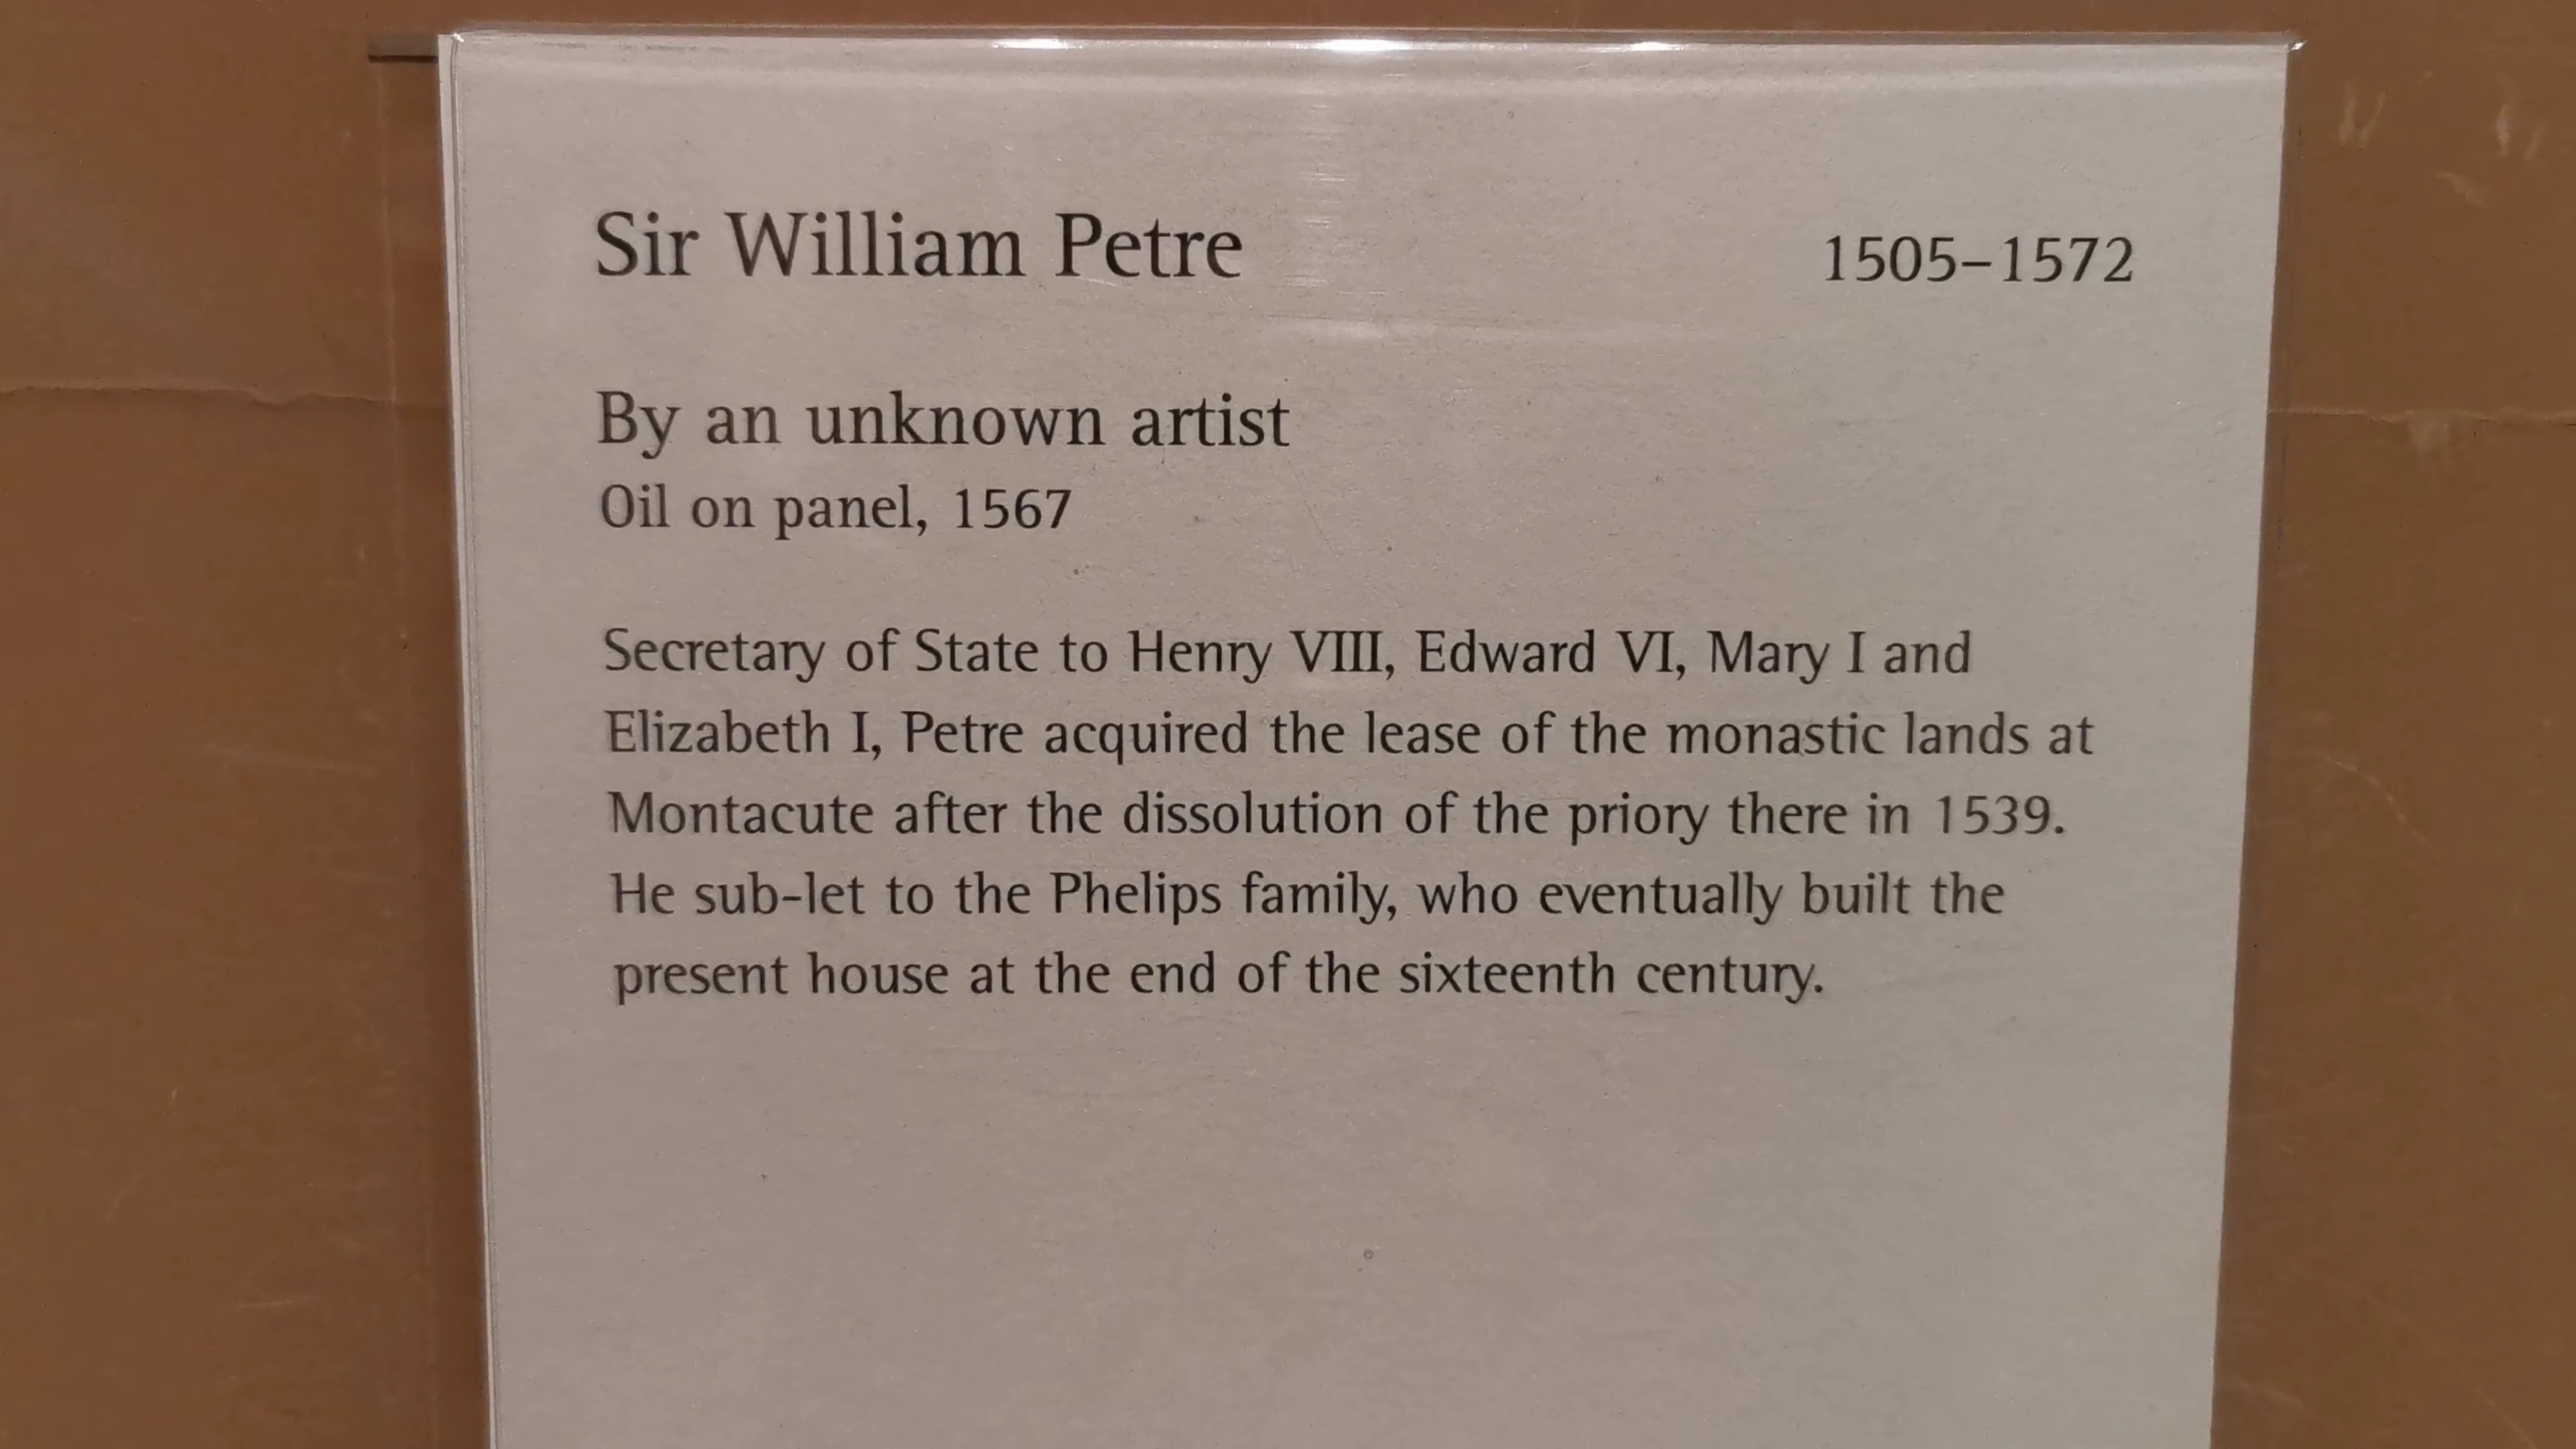 Sir William Petre 1505–1572
By an unknown artist
Oil on panel, 1567
Secretary of State to Henry VIII, Edward VI, Mary I and
Elizabeth I, Petre acquired the lease of the monastic lands at
Montacute after the dissolution of the priory there in 1539.
He sub-let to the Phelips family, who eventually built the
present house at the end of the sixteenth century.